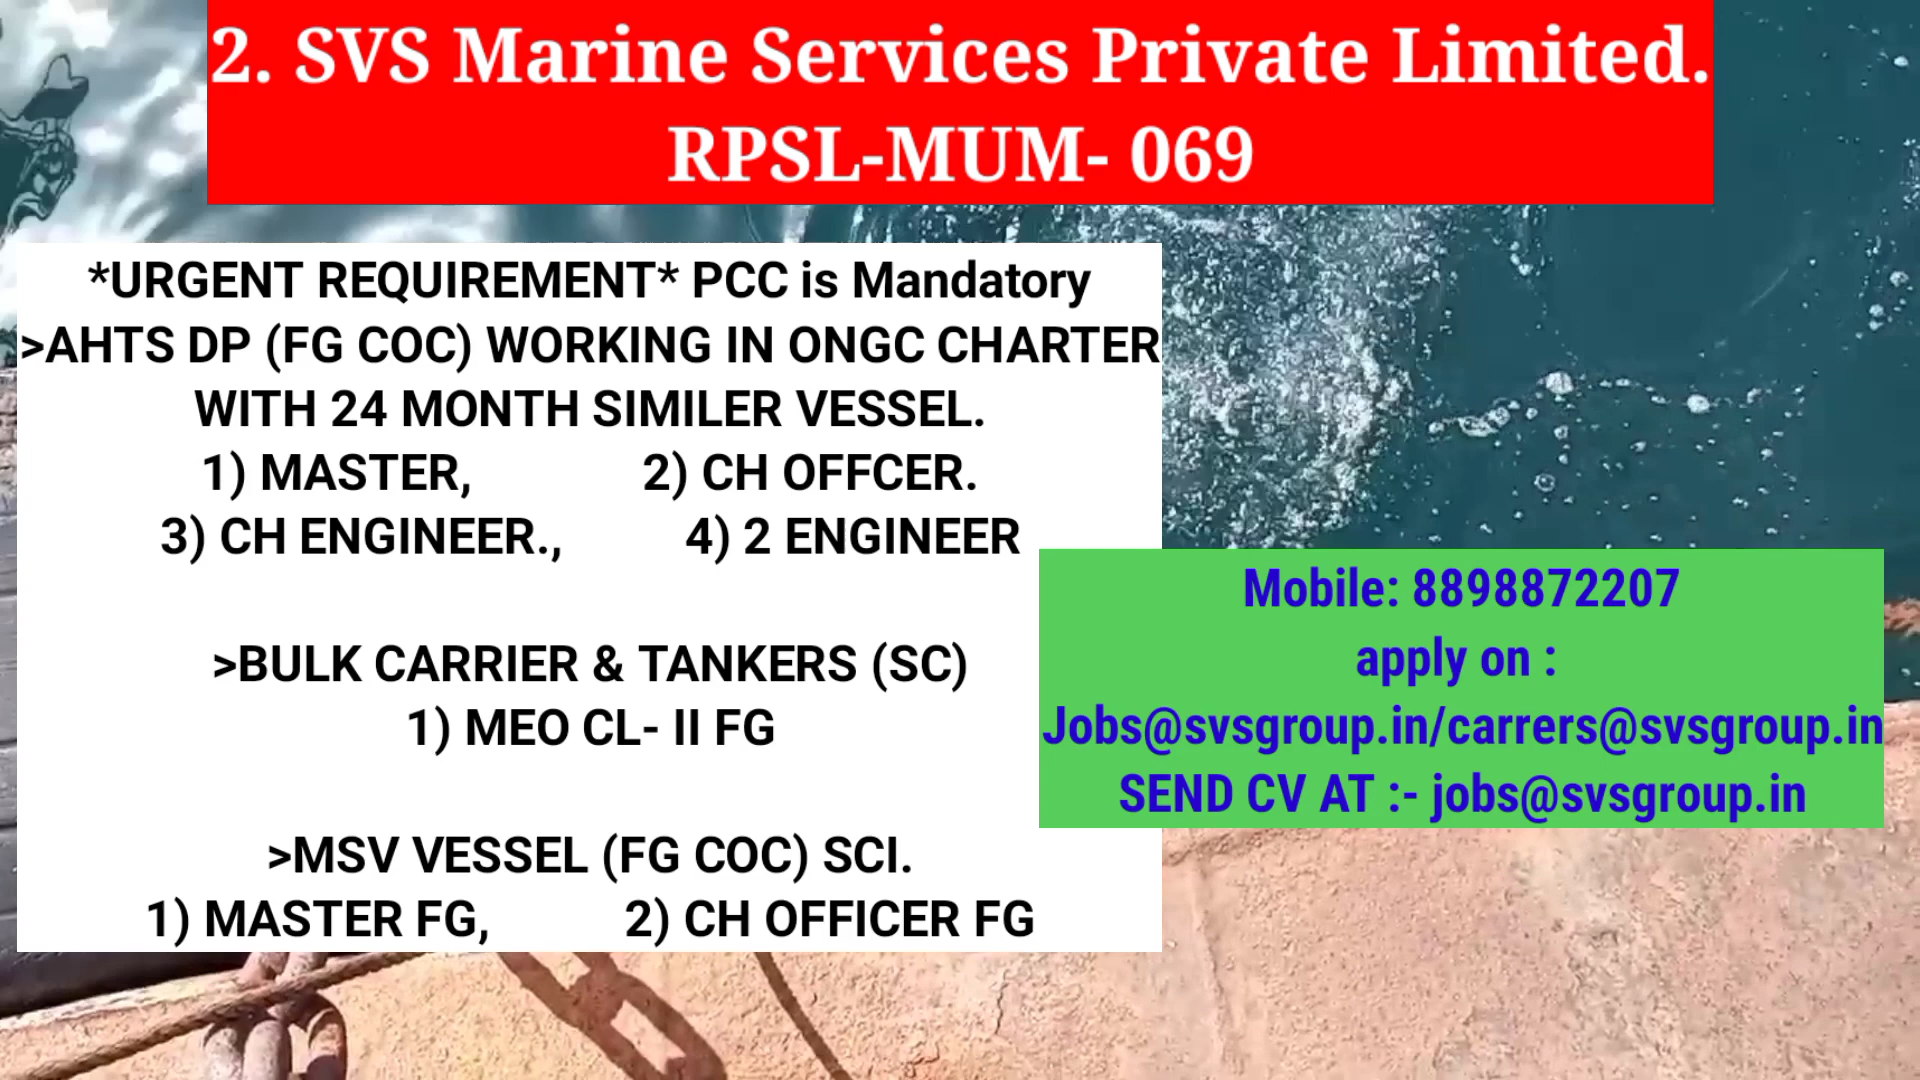 2. SVS Marine Services Private Limited.
RPSL-MUM- 069
*URGENT REQUIREMENT* PCC is Mandatory
>AHTS DP (FG COC) WORKING IN ONGC CHARTER
WITH 24 MONTH SIMILER VESSEL.
1) MASTER, 2) CH OFFCER.
3) CH ENGINEER., 4) 2 ENGINEER
>BULK CARRIER & TANKERS (SC)
1) MEO CL- II FG
>MSV VESSEL (FG COC) SCI.
1) MASTER FG, 2) CH OFFICER FG
Mobile: 8898872207
apply on :
Jobs@svsgroup.in/carrers@svsgroup.in
SEND CV AT :- jobs@svsgroup.in